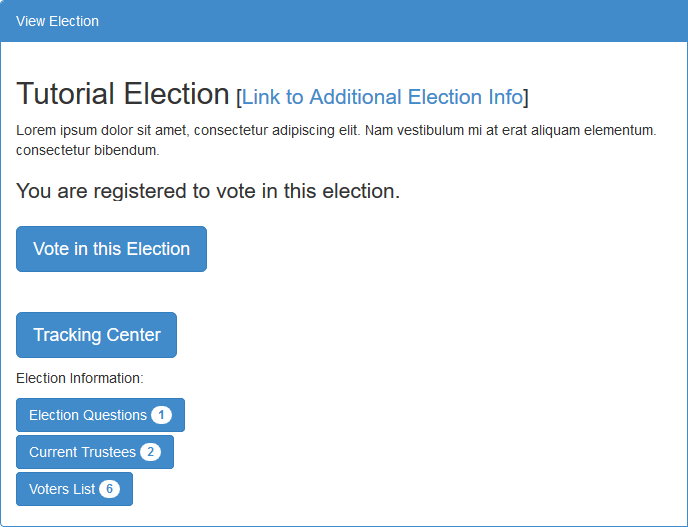 View Election
Tutorial Election [Link to Additional Election Info]
Lorem ipsum dolor sit amet, consectetur adipiscing elit. Nam vestibulum mi at erat aliquam elementum.
consectetur bibendum.
You are registered to vote in this election.
Vote in this Election
Tracking Center
Election Information:
Election Questions 1
Current Trustees 2
Voters List 6